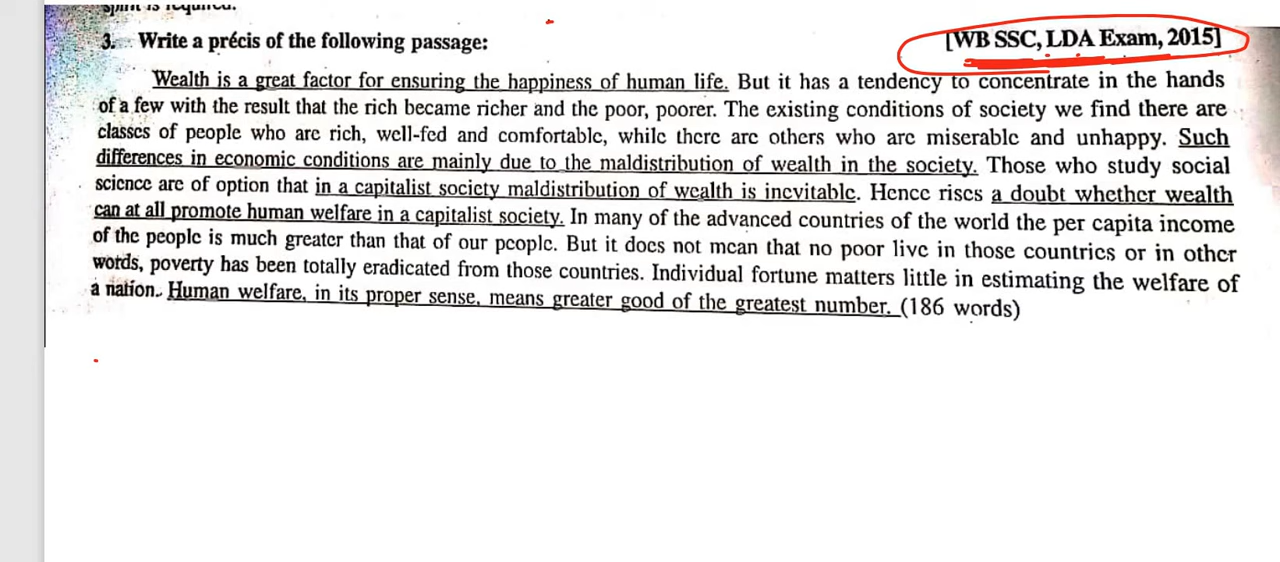 spirit is required.
3. Write a précis of the following passage:
[WB SSC, LDA Exam, 2015]
Wealth is a great factor for ensuring the happiness of human life. But it has a tendency to concentrate in the hands
of a few with the result that the rich became richer and the poor, poorer. The existing conditions of society we find there are
classes of people who are rich, well-fed and comfortable, while there are others who are miserable and unhappy. Such
differences in economic conditions are mainly due to the maldistribution of wealth in the society. Those who study social
science are of option that in a capitalist society maldistribution of wealth is inevitable. Hence rises a doubt whether wealth
can at all promote human welfare in a capitalist society. In many of the advanced countries of the world the per capita income
of the people is much greater than that of our people. But it does not mean that no poor live in those countries or in other
words, poverty has been totally eradicated from those countries. Individual fortune matters little in estimating the welfare of
a nation. Human welfare, in its proper sense, means greater good of the greatest number. (186 words)